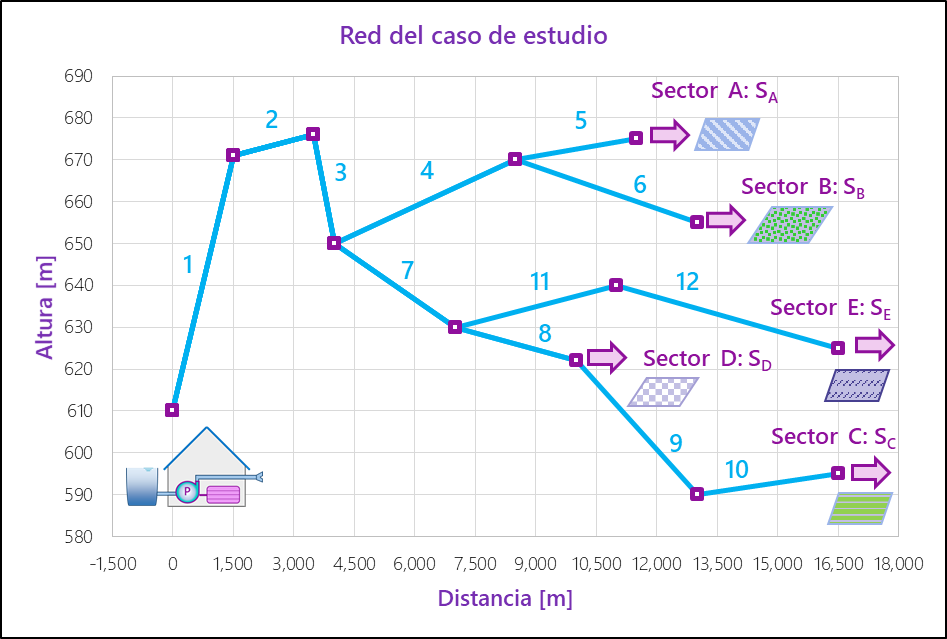 Red del caso de estudio
Altura [m]
690
680
670
660
650
640
630
620
610
600
590
580
1
2
3
4
5
6
7
8
9
10
11
12
Sector A: SA
Sector B: SB
Sector E: SE
Sector D: SD
Sector C: SC
P
-1,500 0 1,500 3,000 4,500 6,000 7,500 9,000 10,500 12,000 13,500 15,000 16,500 18,000
Distancia [m]